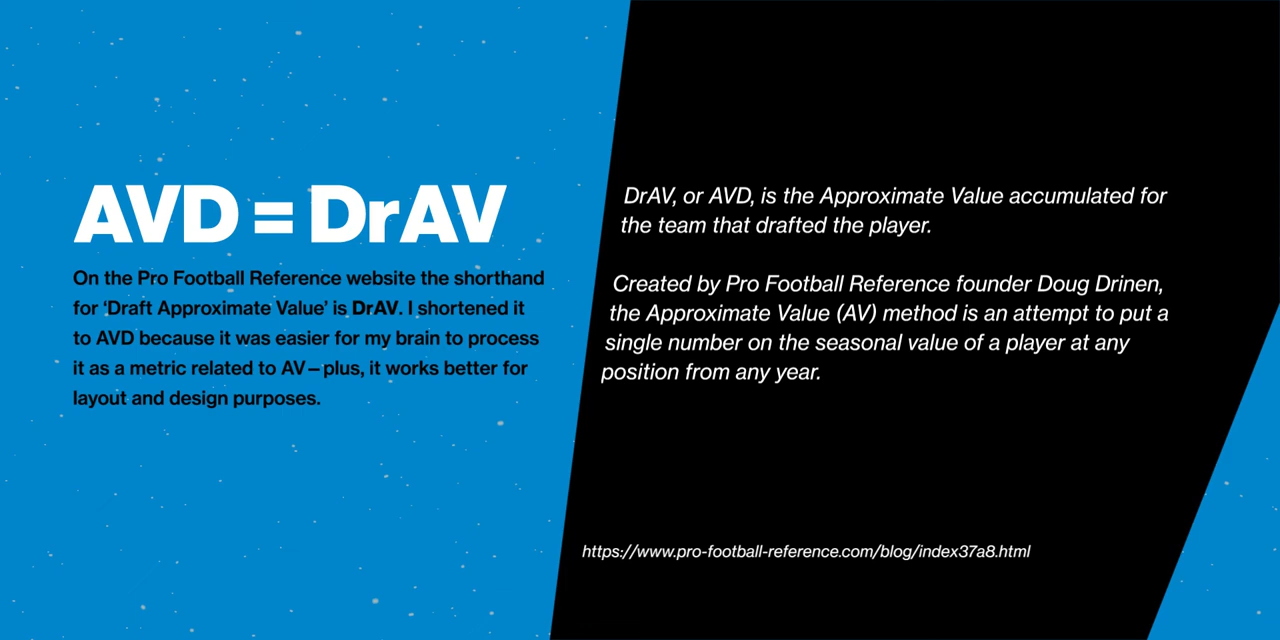 AVD = DrAV
On the Pro Football Reference website the shorthand
for ‘Draft Approximate Value’ is DrAV. I shortened it
to AVD because it was easier for my brain to process
it as a metric related to AV – plus, it works better for
layout and design purposes.
DrAV, or AVD, is the Approximate Value accumulated for
the team that drafted the player.
Created by Pro Football Reference founder Doug Drinen,
the Approximate Value (AV) method is an attempt to put a
single number on the seasonal value of a player at any
position from any year.
https://www.pro-football-reference.com/blog/index37a8.html